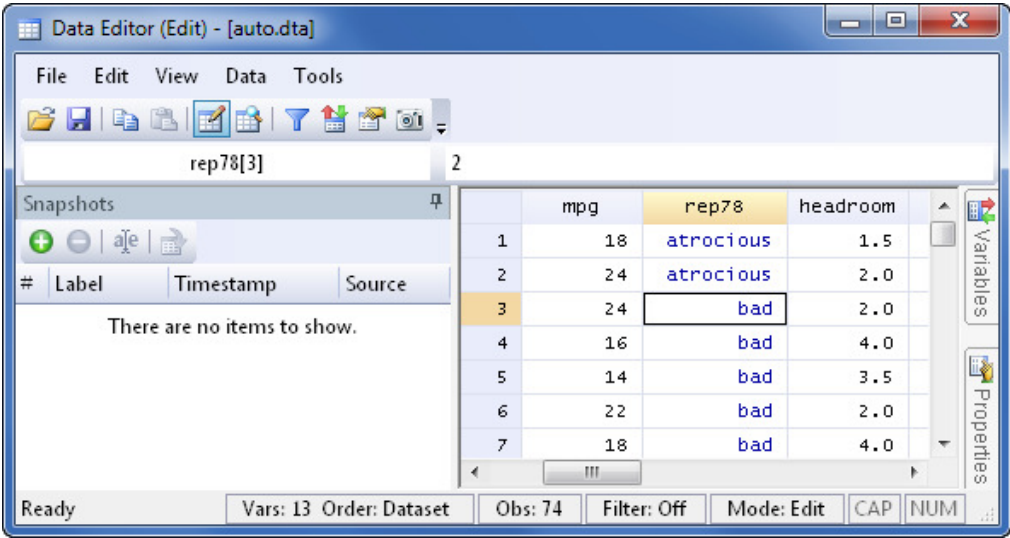 Data Editor (Edit) - [auto.dta]
File Edit View Data Tools
rep78[3] 2
Snapshots
# Label Timestamp Source
There are no items to show.
mpg rep78 headroom
1 18 atrocious 1.5
2 24 atrocious 2.0
3 24 bad 2.0
4 16 bad 4.0
5 14 bad 3.5
6 22 bad 2.0
7 18 bad 4.0
Variables
Properties
Ready Vars: 13 Order: Dataset Obs: 74 Filter: Off Mode: Edit CAP NUM